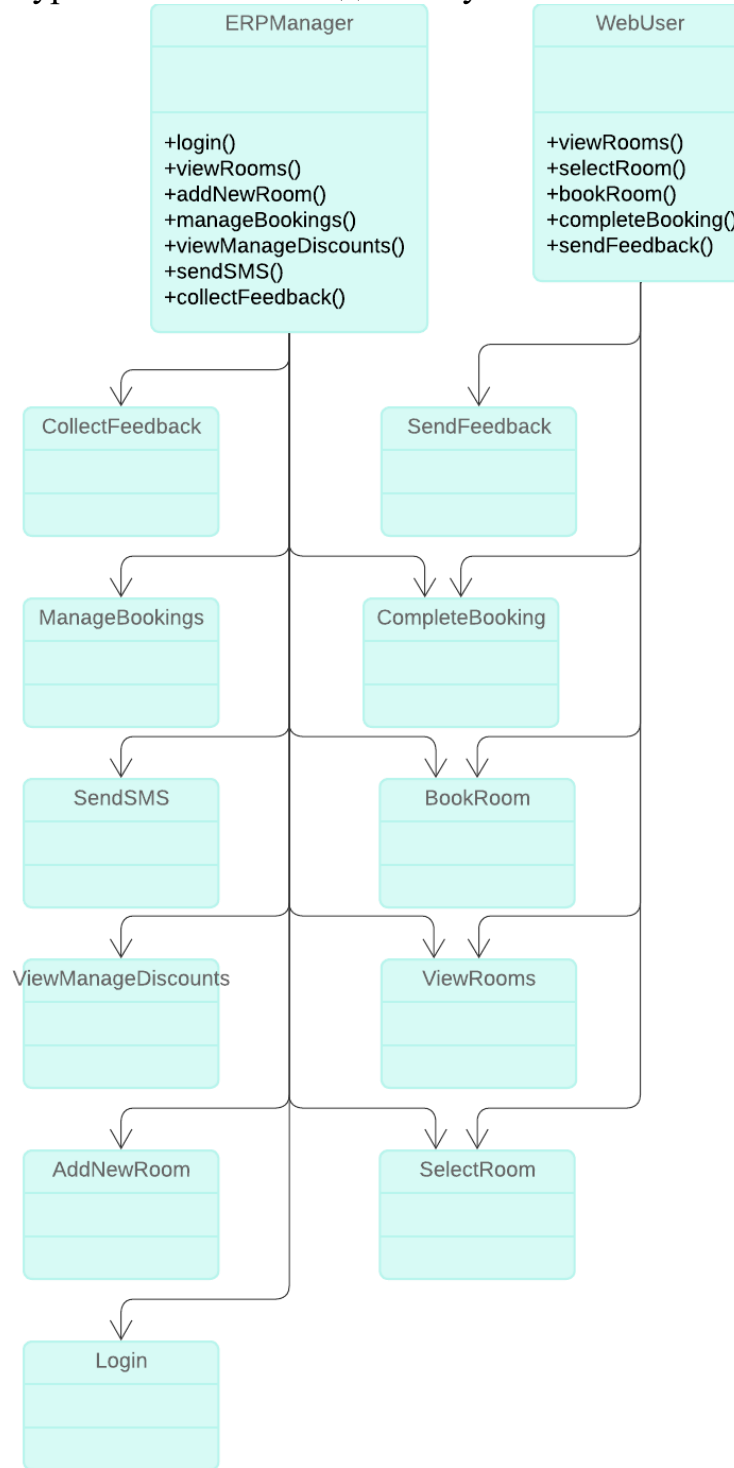 ERPManager
+login()
+viewRooms()
+addNewRoom()
+manageBookings()
+viewManageDiscounts()
+sendSMS()
+collectFeedback()
WebUser
+viewRooms()
+selectRoom()
+bookRoom()
+completeBooking()
+sendFeedback()
CollectFeedback
SendFeedback
ManageBookings
CompleteBooking
SendSMS
BookRoom
ViewManageDiscounts
ViewRooms
AddNewRoom
SelectRoom
Login